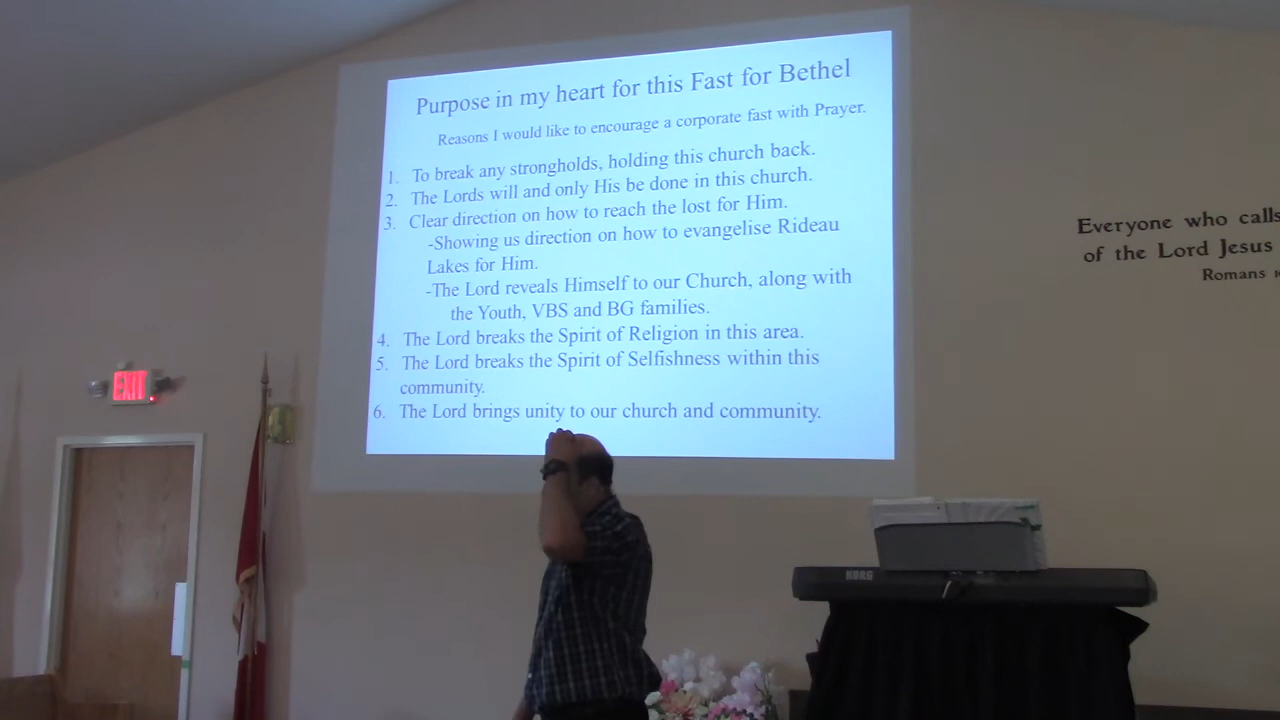 Purpose in my heart for this Fast for Bethel
Reasons I would like to encourage a corporate fast with Prayer.
1. To break any strongholds, holding this church back.
2. The Lords will and only His be done in this church.
3. Clear direction on how to reach the lost for Him.
-Showing us direction on how to evangelise Rideau
Lakes for Him.
-The Lord reveals Himself to our Church, along with
the Youth, VBS and BG families.
4. The Lord breaks the Spirit of Religion in this area.
5. The Lord breaks the Spirit of Selfishness within this
community.
6. The Lord brings unity to our church and community.
Everyone who calls
of the Lord Jesus
Romans
EXIT
KORG